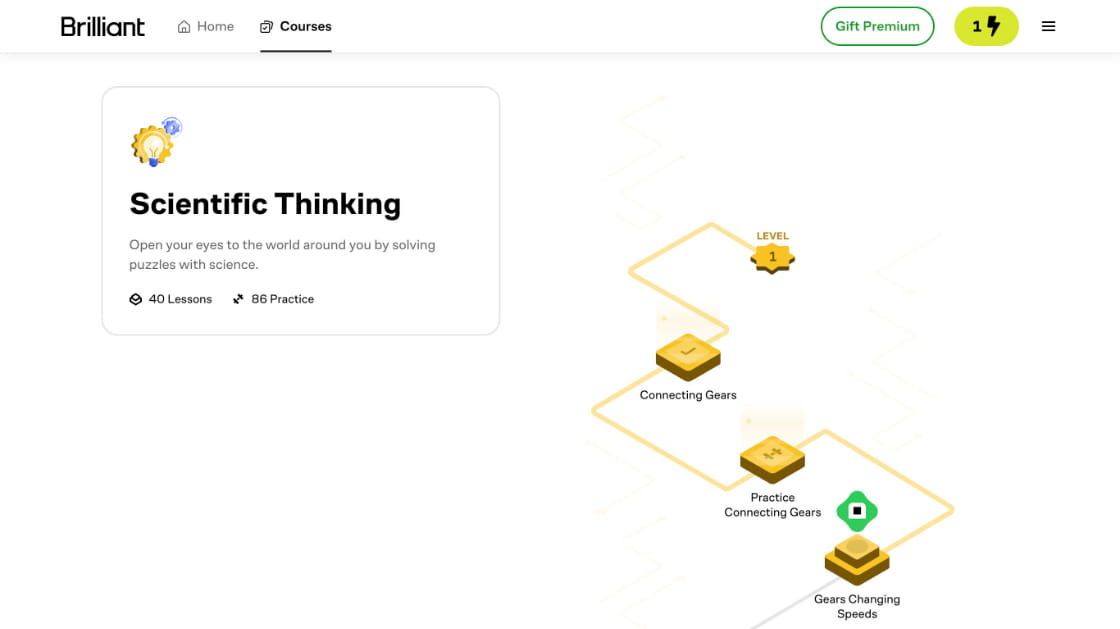 Brilliant
Home
Courses
Gift Premium
1
Scientific Thinking
Open your eyes to the world around you by solving
puzzles with science.
40 Lessons
86 Practice
LEVEL
1
Connecting Gears
Practice
Connecting Gears
Gears Changing
Speeds